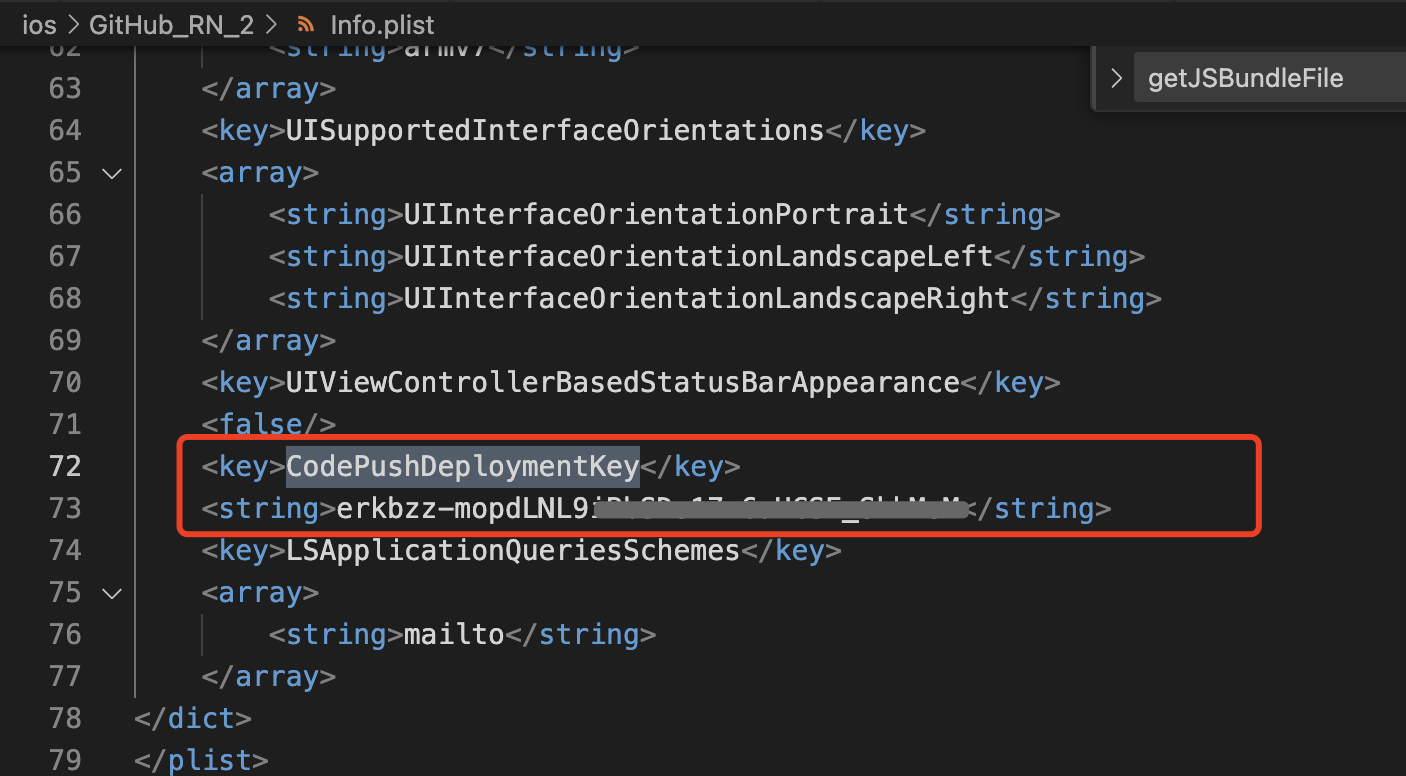 ios > GitHub_RN_2 > Info.plist
getJSBundleFile
62 <string>armv7</string>
63 </array>
64 <key>UISupportedInterfaceOrientations</key>
65 <array>
66 <string>UIInterfaceOrientationPortrait</string>
67 <string>UIInterfaceOrientationLandscapeLeft</string>
68 <string>UIInterfaceOrientationLandscapeRight</string>
69 </array>
70 <key>UIViewControllerBasedStatusBarAppearance</key>
71 <false/>
72 <key>CodePushDeploymentKey</key>
73 <string>erkbzz-mopdLNL9</string>
74 <key>LSApplicationQueriesSchemes</key>
75 <array>
76 <string>mailto</string>
77 </array>
78 </dict>
79 </plist>